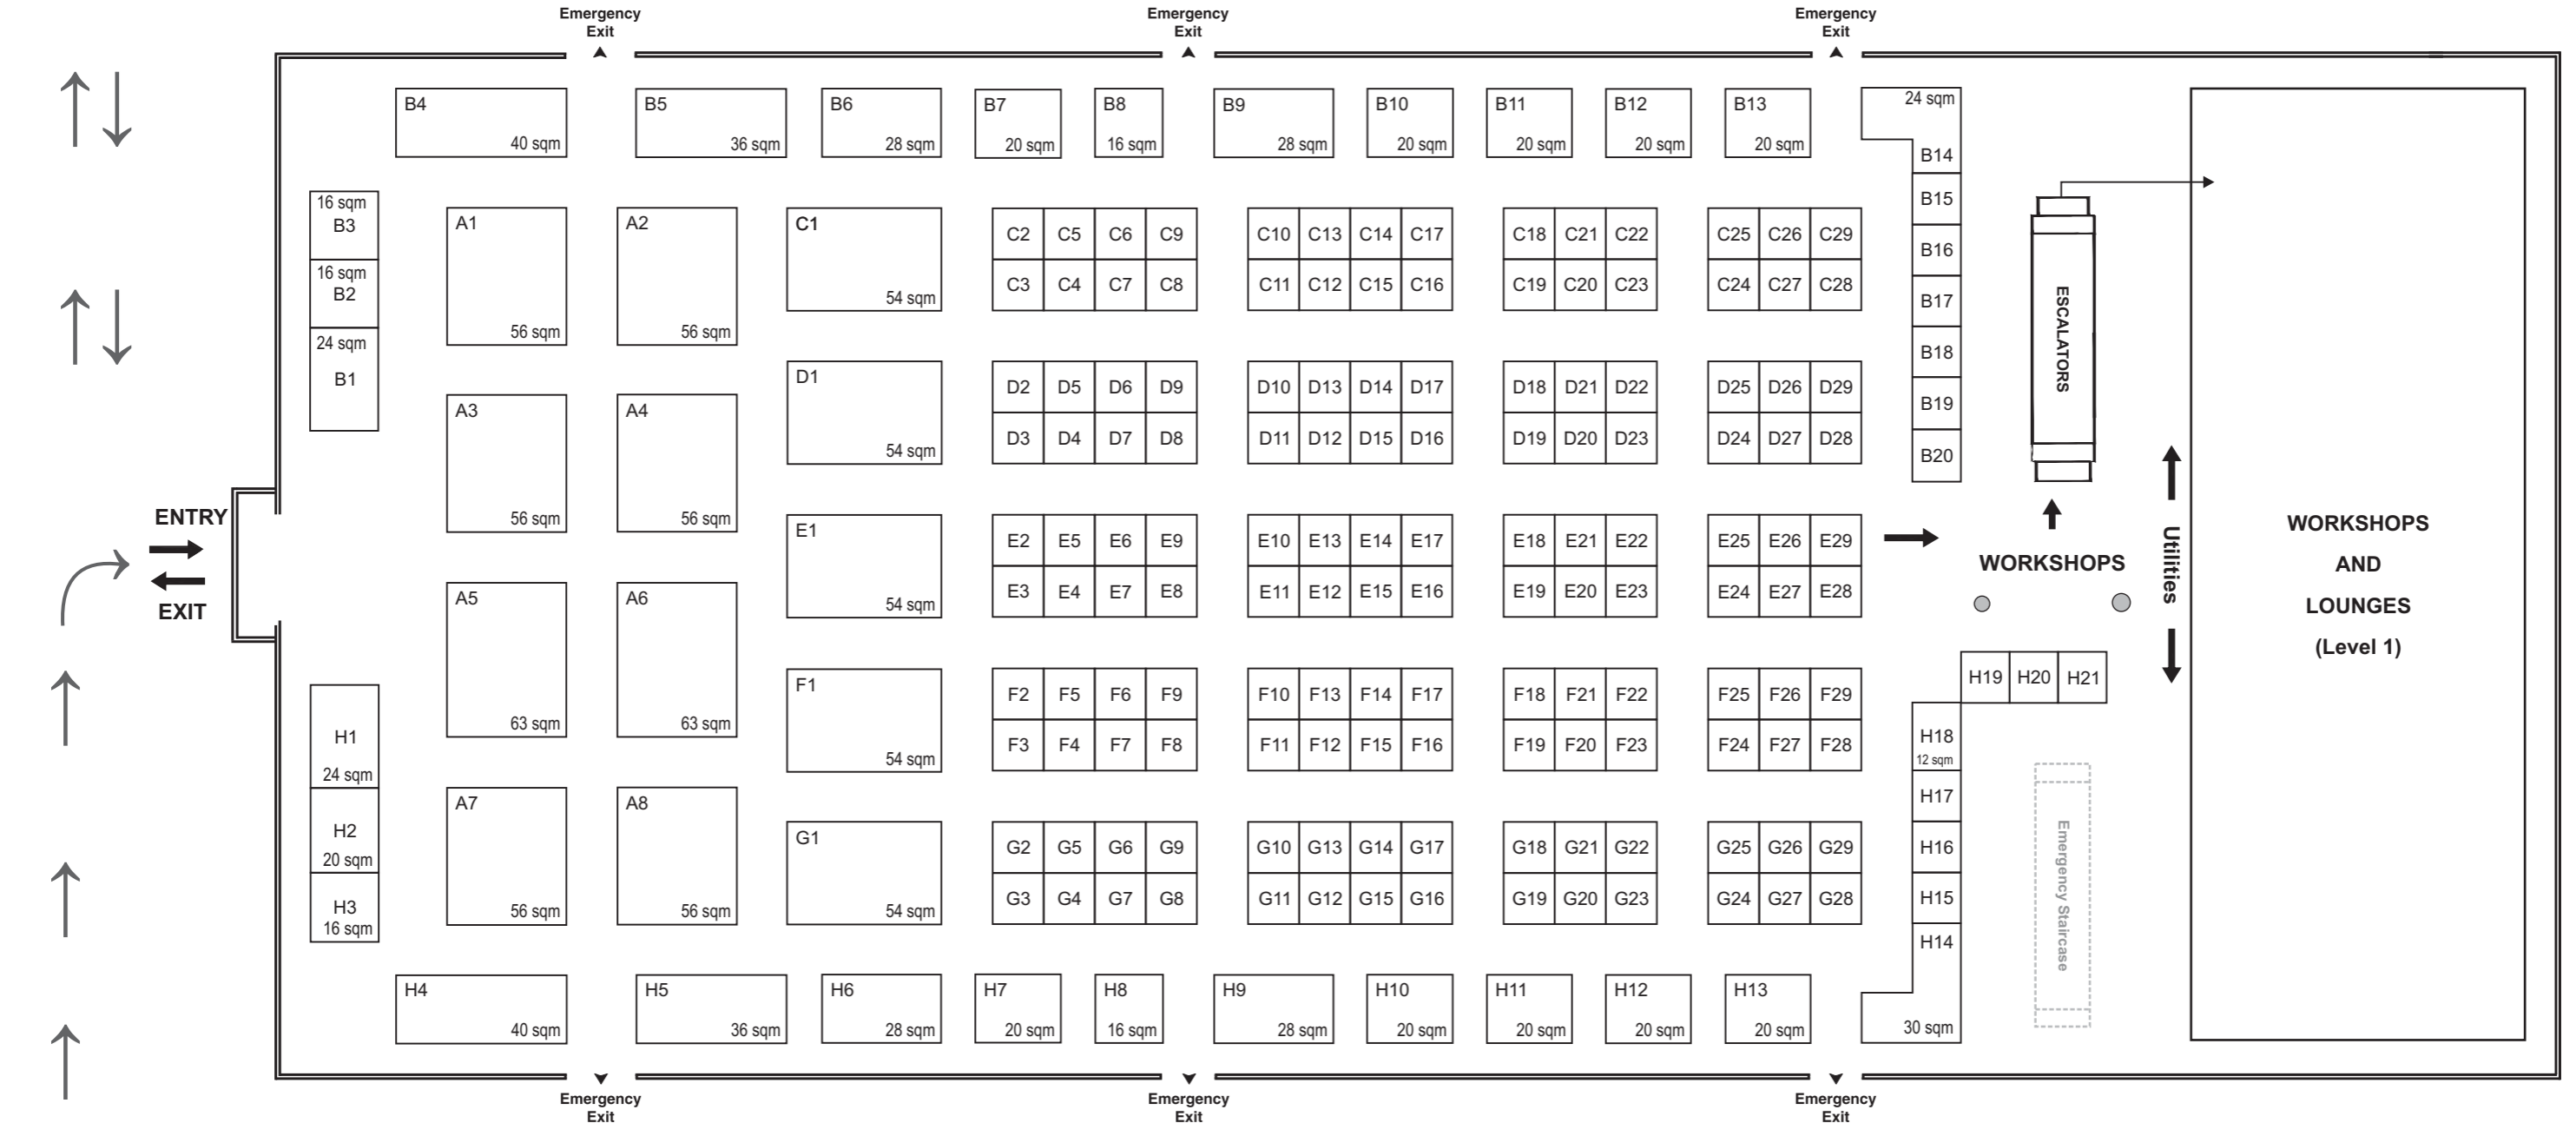 Emergency
Exit
Emergency
Exit
Emergency
Exit
B4
40 sqm
B5
36 sqm
B6
28 sqm
B7
20 sqm
B8
16 sqm
B9
28 sqm
B10
20 sqm
B11
20 sqm
B12
20 sqm
B13
20 sqm
24 sqm
B14
B15
B16
B17
B18
B19
B20
16 sqm
B3
16 sqm
B2
24 sqm
B1
A1
56 sqm
A2
56 sqm
A3
56 sqm
A4
56 sqm
A5
63 sqm
A6
63 sqm
A7
56 sqm
A8
56 sqm
C1
54 sqm
C2 C5 C6 C9
C3 C4 C7 C8
C10 C13 C14 C17
C11 C12 C15 C16
C18 C21 C22
C19 C20 C23
C25 C26 C29
C24 C27 C28
D1
54 sqm
D2 D5 D6 D9
D3 D4 D7 D8
D10 D13 D14 D17
D11 D12 D15 D16
D18 D21 D22
D19 D20 D23
D25 D26 D29
D24 D27 D28
ENTRY
EXIT
E1
54 sqm
E2 E5 E6 E9
E3 E4 E7 E8
E10 E13 E14 E17
E11 E12 E15 E16
E18 E21 E22
E19 E20 E23
E25 E26 E29
E24 E27 E28
F1
54 sqm
F2 F5 F6 F9
F3 F4 F7 F8
F10 F13 F14 F17
F11 F12 F15 F16
F18 F21 F22
F19 F20 F23
F25 F26 F29
F24 F27 F28
G1
54 sqm
G2 G5 G6 G9
G3 G4 G7 G8
G10 G13 G14 G17
G11 G12 G15 G16
G18 G21 G22
G19 G20 G23
G25 G26 G29
G24 G27 G28
ESCALATORS
WORKSHOPS
Utilities
WORKSHOPS
AND
LOUNGES
(Level 1)
H19 H20 H21
H18
12 sqm
H17
H16
H15
H14
30 sqm
Emergency Staircase
H1
24 sqm
H2
20 sqm
H3
16 sqm
H4
40 sqm
H5
36 sqm
H6
28 sqm
H7
20 sqm
H8
16 sqm
H9
28 sqm
H10
20 sqm
H11
20 sqm
H12
20 sqm
H13
20 sqm
Emergency
Exit
Emergency
Exit
Emergency
Exit